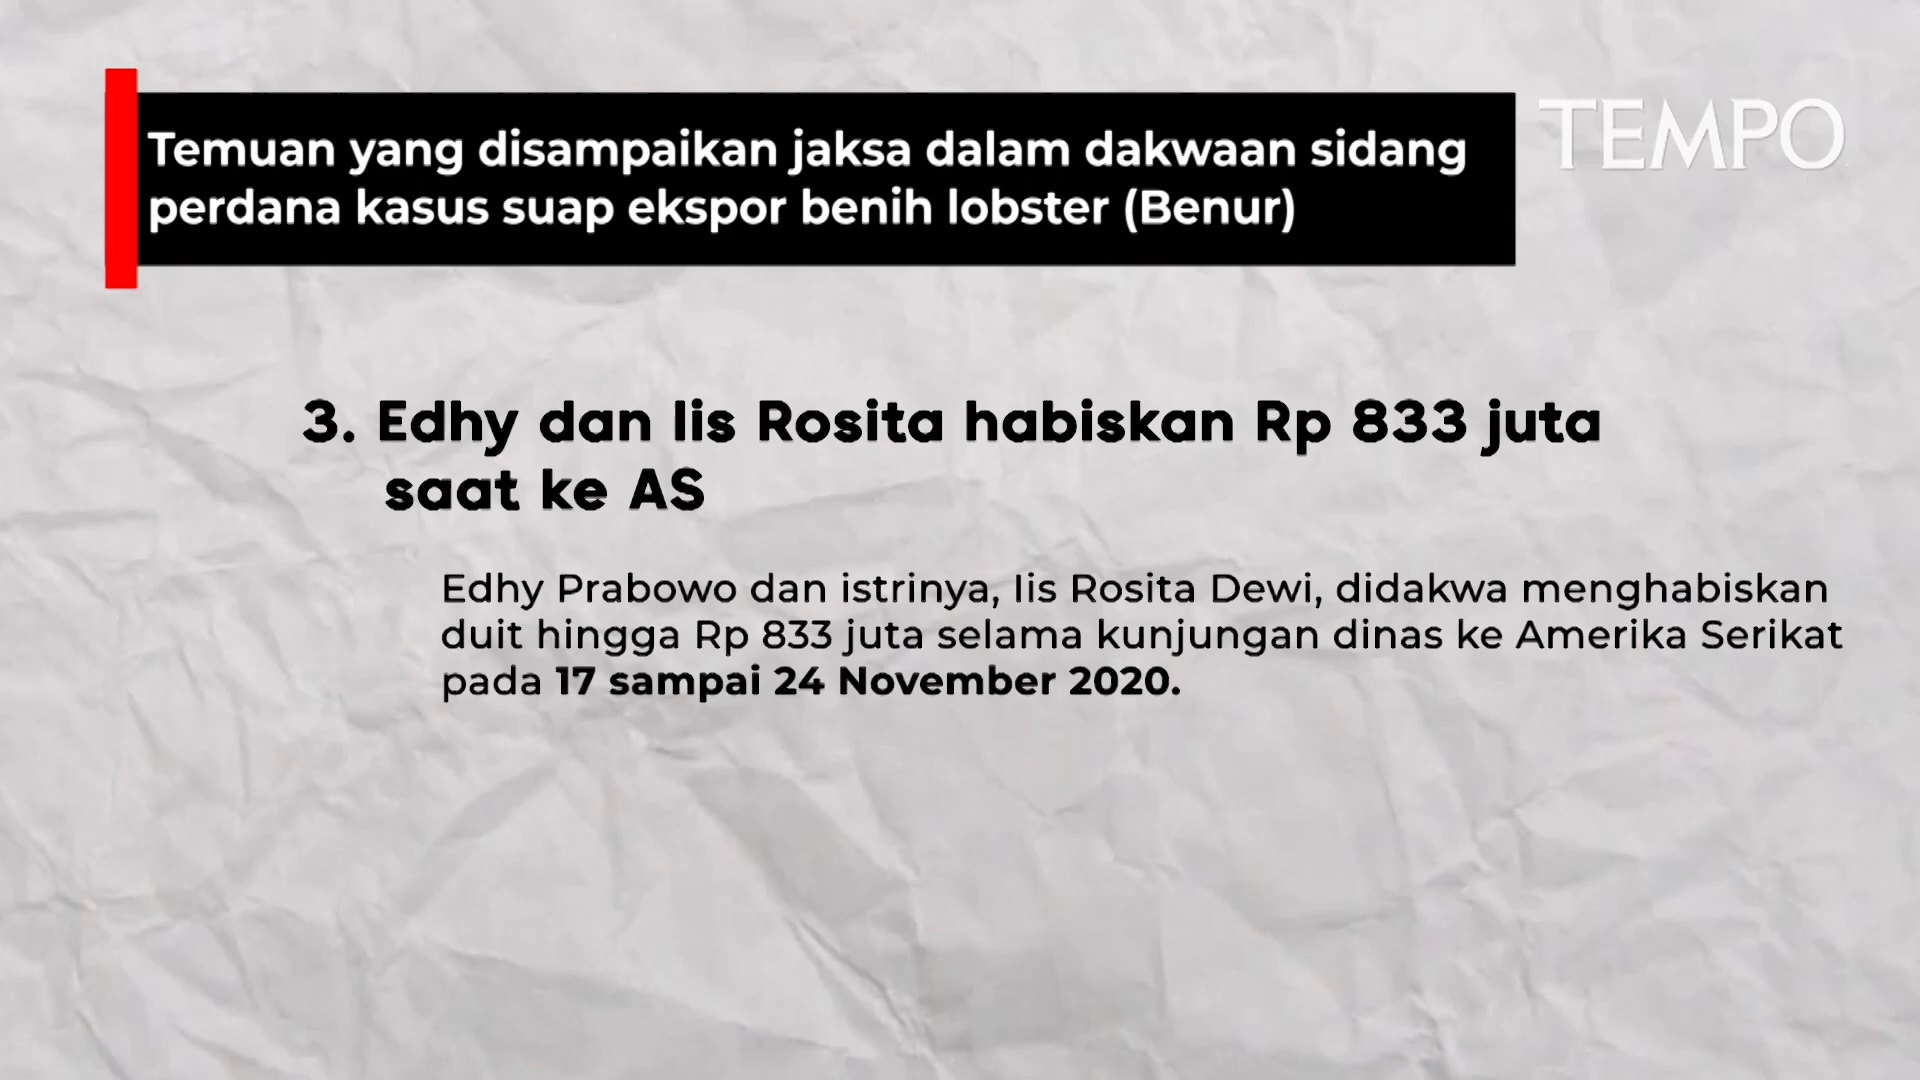 Temuan yang disampaikan jaksa dalam dakwaan sidang
perdana kasus suap ekspor benih lobster (Benur)
TEMPO
3. Edhy dan Iis Rosita habiskan Rp 833 juta
saat ke AS
Edhy Prabowo dan istrinya, Iis Rosita Dewi, didakwa menghabiskan
duit hingga Rp 833 juta selama kunjungan dinas ke Amerika Serikat
pada 17 sampai 24 November 2020.